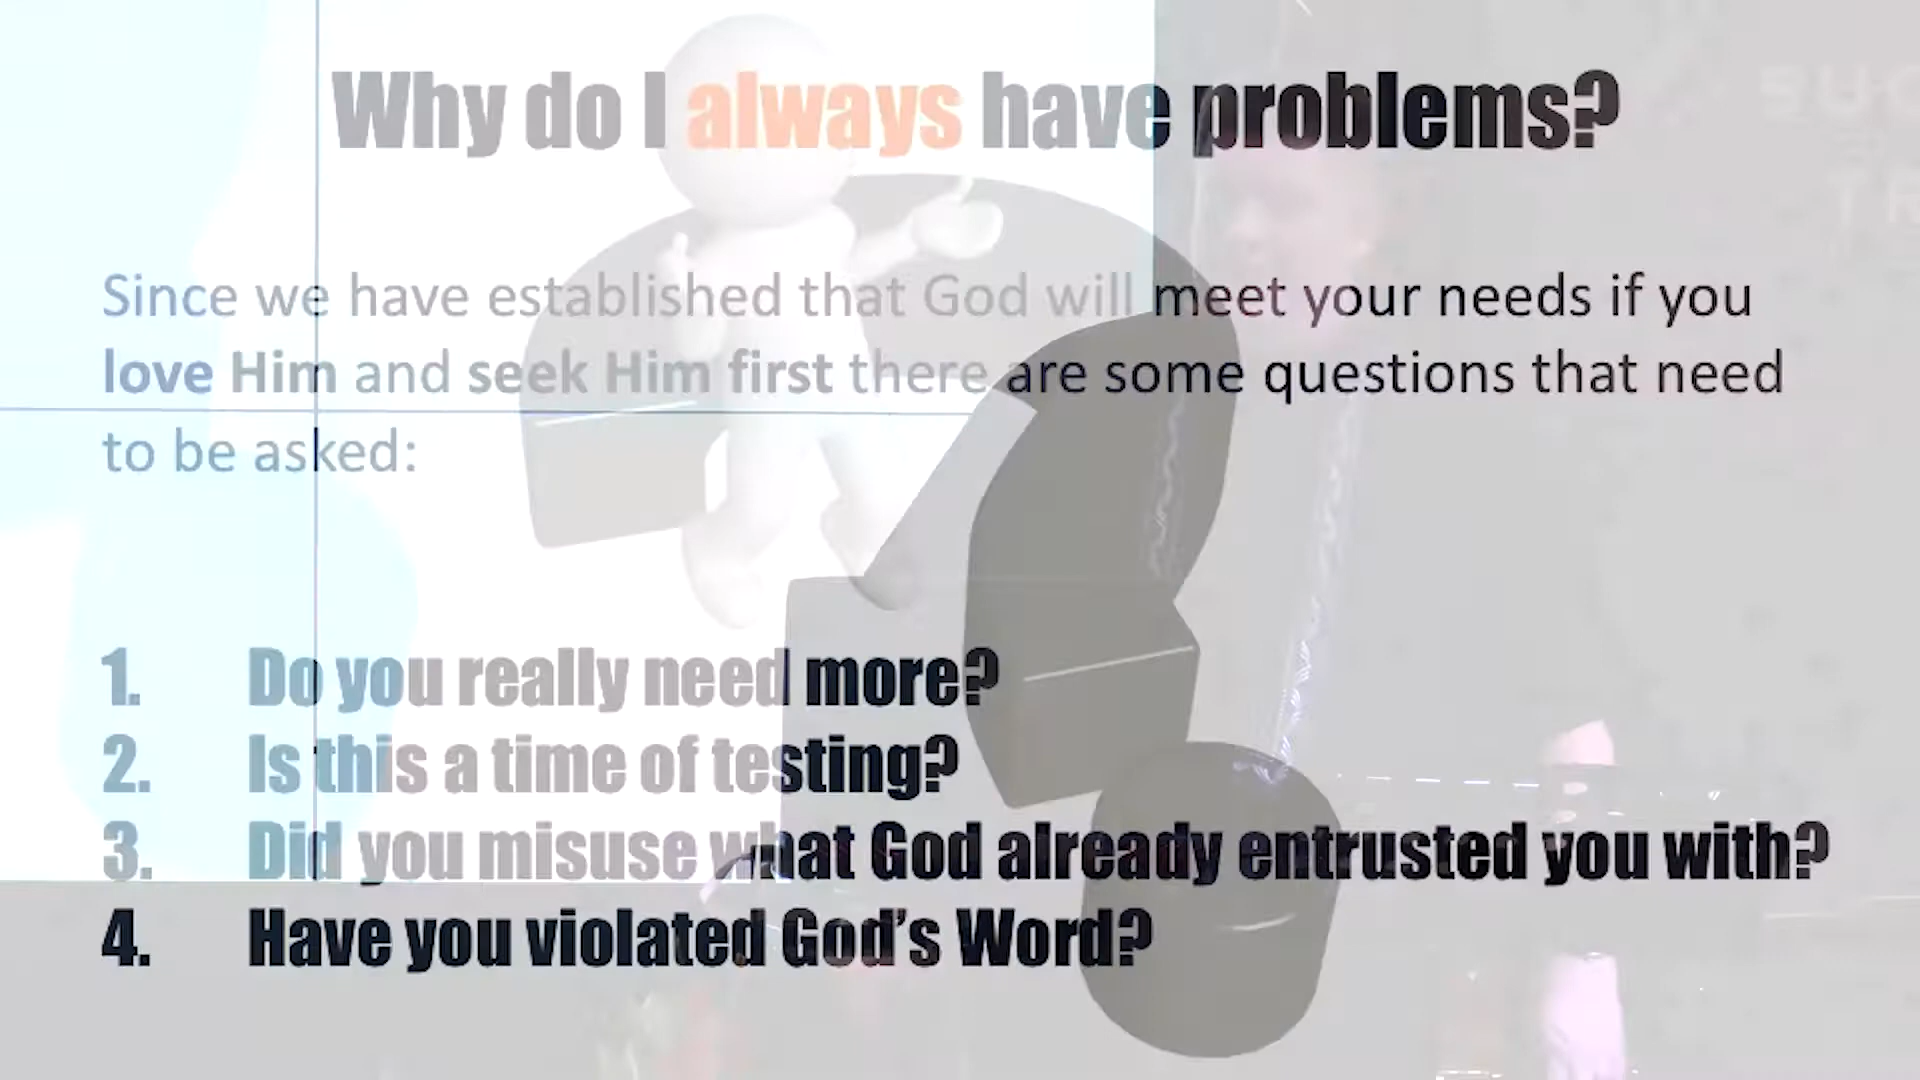 Why do I always have problems?
Since we have established that God will meet your needs if you
love Him and seek Him first there are some questions that need
to be asked:
1. Do you really need more?
2. Is this a time of testing?
3. Did you misuse what God already entrusted you with?
4. Have you violated God’s Word?